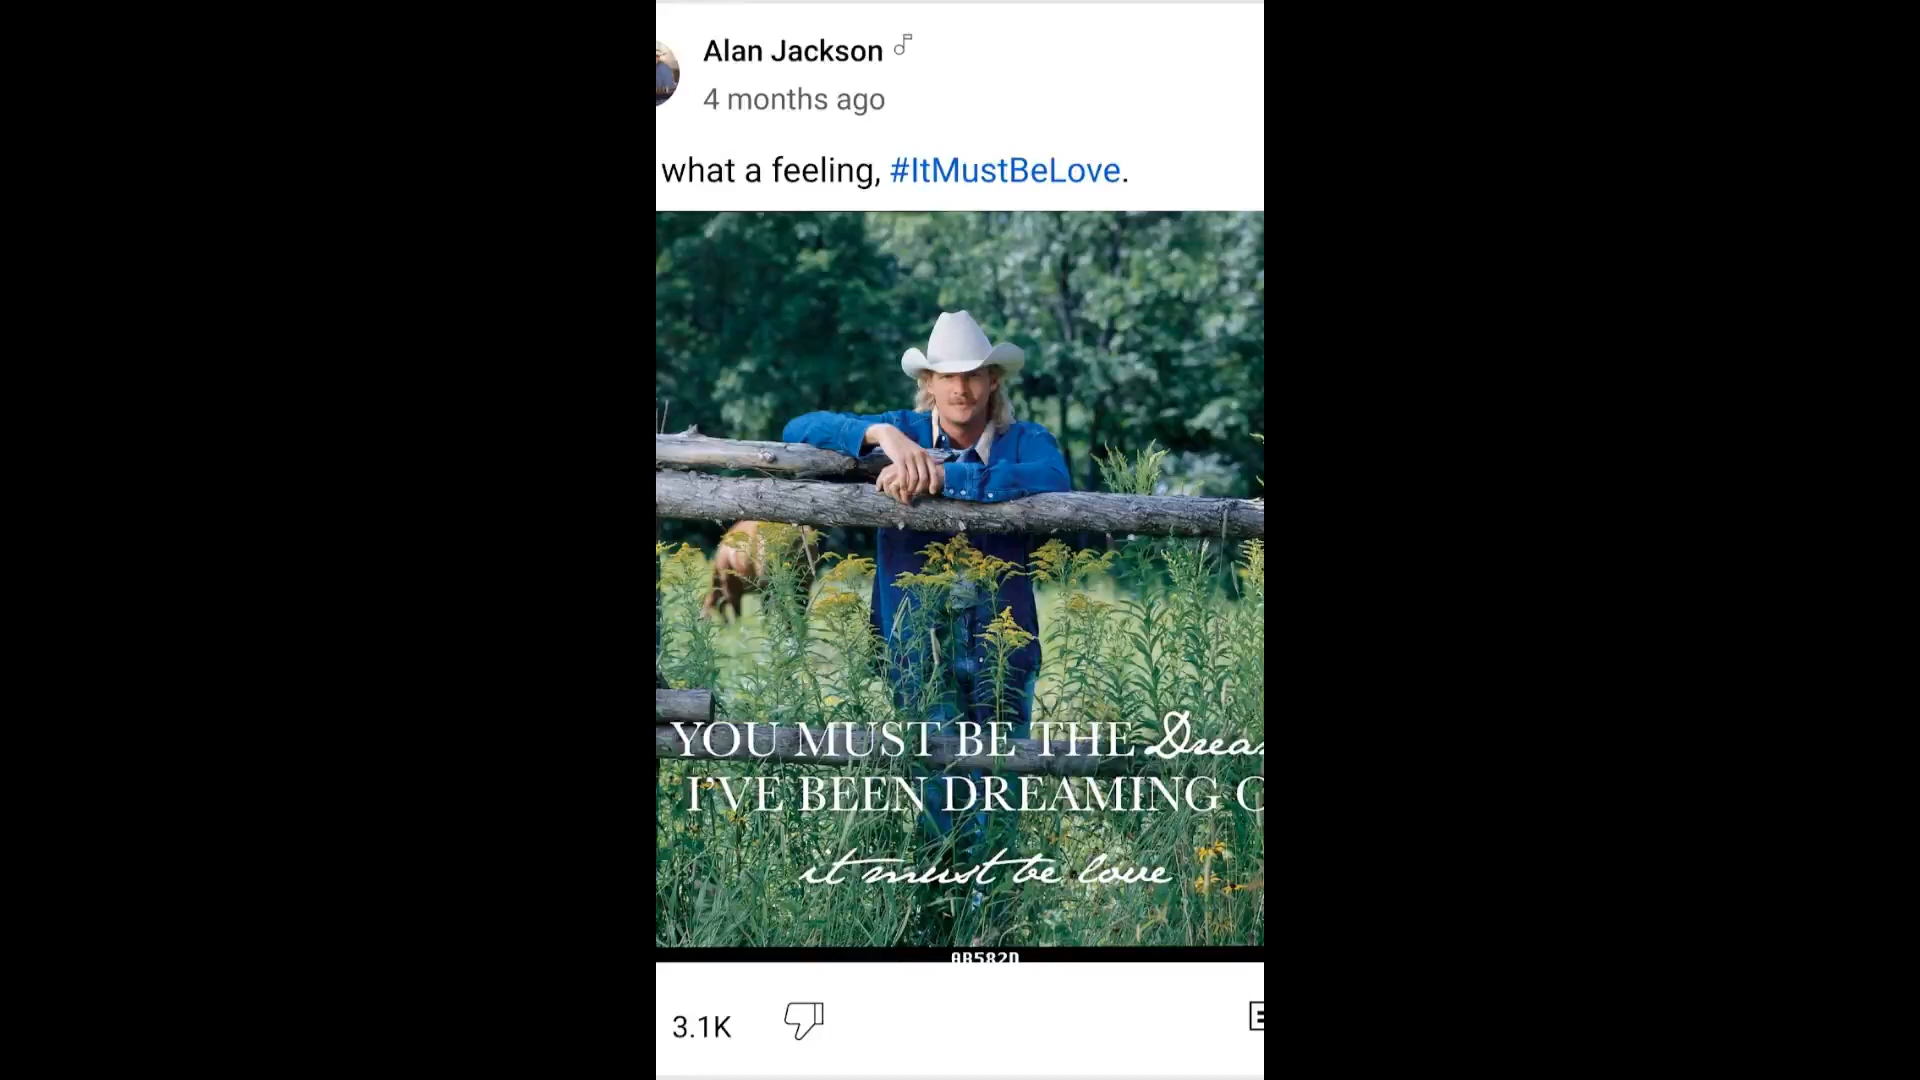 Alan Jackson
4 months ago
what a feeling, #ItMustBeLove.
YOU MUST BE THE
I'VE BEEN DREAMING
it must be love
AR582D
3.1K